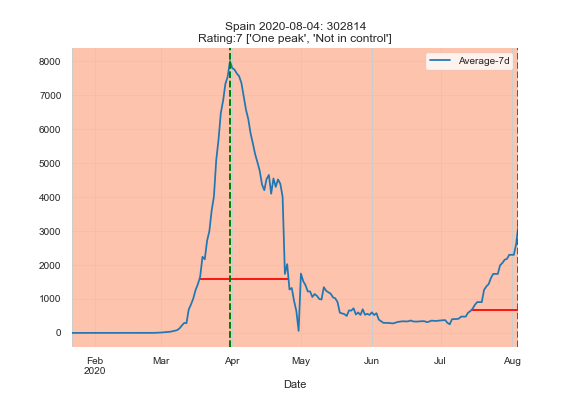 Spain 2020-08-04: 302814
Rating:7 ['One peak', 'Not in control']
Average-7d
8000
7000
6000
5000
4000
3000
2000
1000
0
Feb
2020
Mar
Apr
May
Jun
Jul
Aug
Date